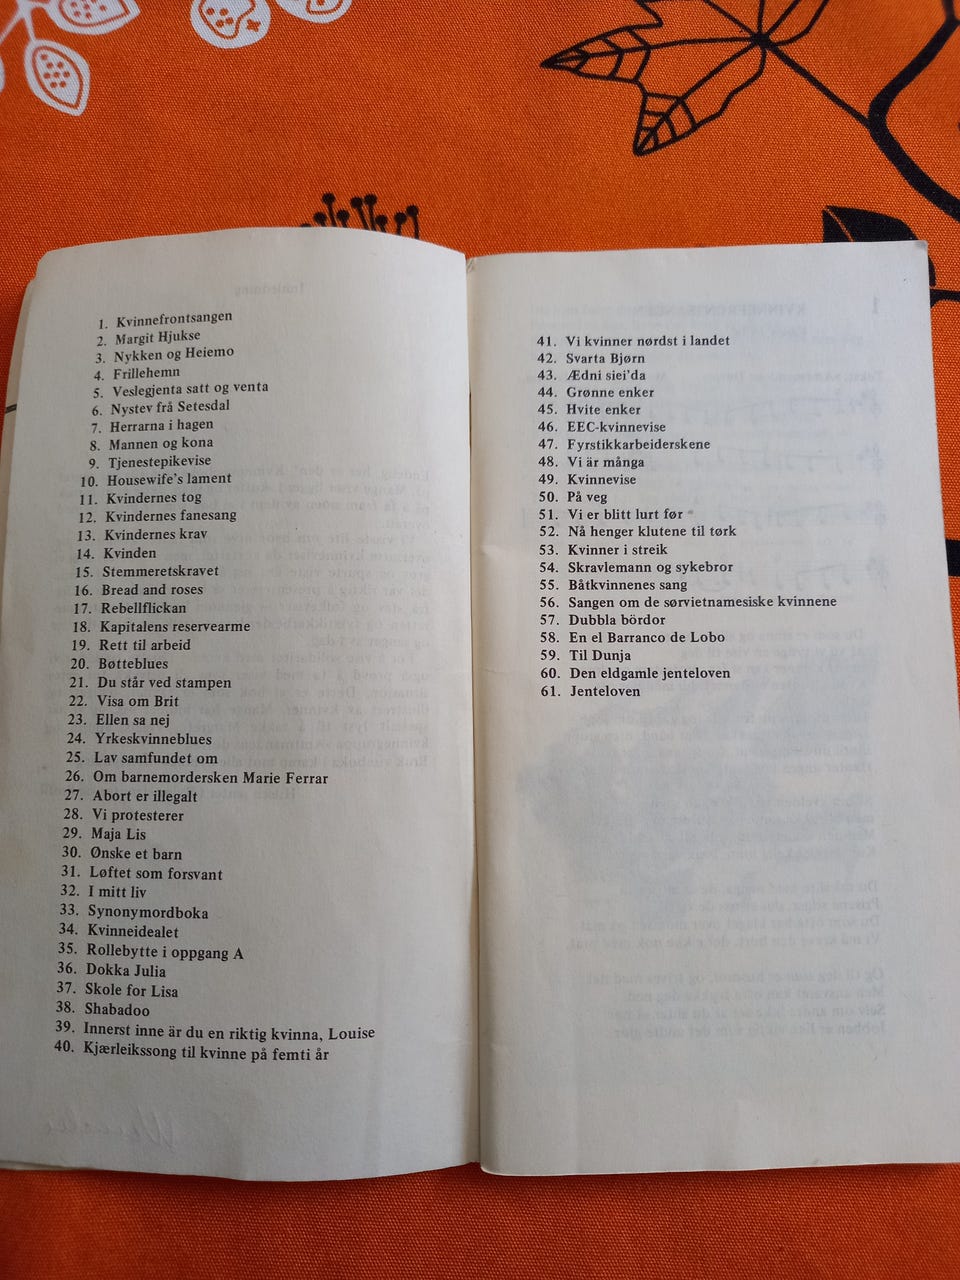 1. Kvinnefrontsangen
2. Margit Hjukse
3. Nykken og Heiemo
4. Frillehemn
5. Veslegjenta satt og venta
6. Nystev frå Setesdal
7. Herrarna i hagen
8. Mannen og kona
9. Tjenestepikevise
10. Housewife's lament
11. Kvindernes tog
12. Kvindernes fanesang
13. Kvindernes krav
14. Kvinden
15. Stemmeretskravet
16. Bread and roses
17. Rebellflickan
18. Kapitalens reservearme
19. Rett til arbeid
20. Bøtteblues
21. Du står ved stampen
22. Visa om Brit
23. Ellen sa nej
24. Yrkeskvinneblues
25. Lav samfundet om
26. Om barnemordersken Marie Ferrar
27. Abort er illegalt
28. Vi protesterer
29. Maja Lis
30. Ønske et barn
31. Løftet som forsvant
32. I mitt liv
33. Synonymordboka
34. Kvinneidealet
35. Rollebytte i oppgang A
36. Dokka Julia
37. Skole for Lisa
38. Shabadoo
39. Innerst inne är du en riktig kvinna, Louise
40. Kjærleikssong til kvinne på femti år
41. Vi kvinner nørdst i landet
42. Svarta Bjørn
43. Ædni siei'da
44. Grønne enker
45. Hvite enker
46. EEC-kvinnevise
47. Fyrstikkarbeiderskene
48. Vi är många
49. Kvinnevise
50. På veg
51. Vi er blitt lurt før
52. Nå henger klutene til tørk
53. Kvinner i streik
54. Skravlemann og sykebror
55. Båtkvinnenes sang
56. Sangen om de sørvietnamesiske kvinnene
57. Dubbla bördor
58. En el Barranco de Lobo
59. Til Dunja
60. Den eldgamle jenteloven
61. Jenteloven